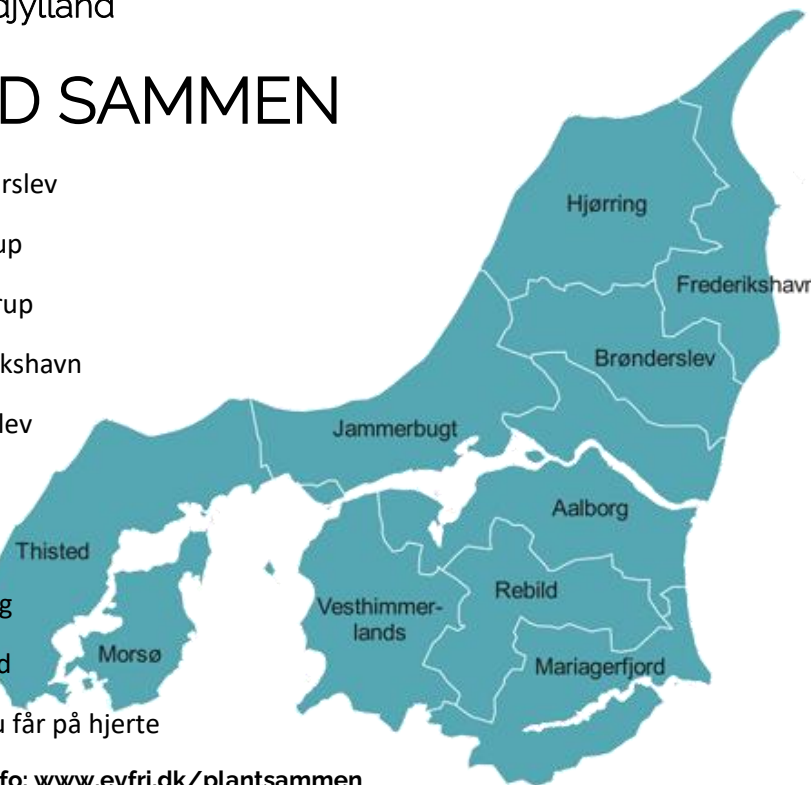 djylland
D SAMMEN
rslev
up
rup
kshavn
lev
g
d
u får på hjerte
fo: www.evfri.dk/plantsammen
Hjørring
Frederikshavn
Brønderslev
Jammerbugt
Aalborg
Thisted
Rebild
Vesthimmer-
lands
Morsø
Mariagerfjord